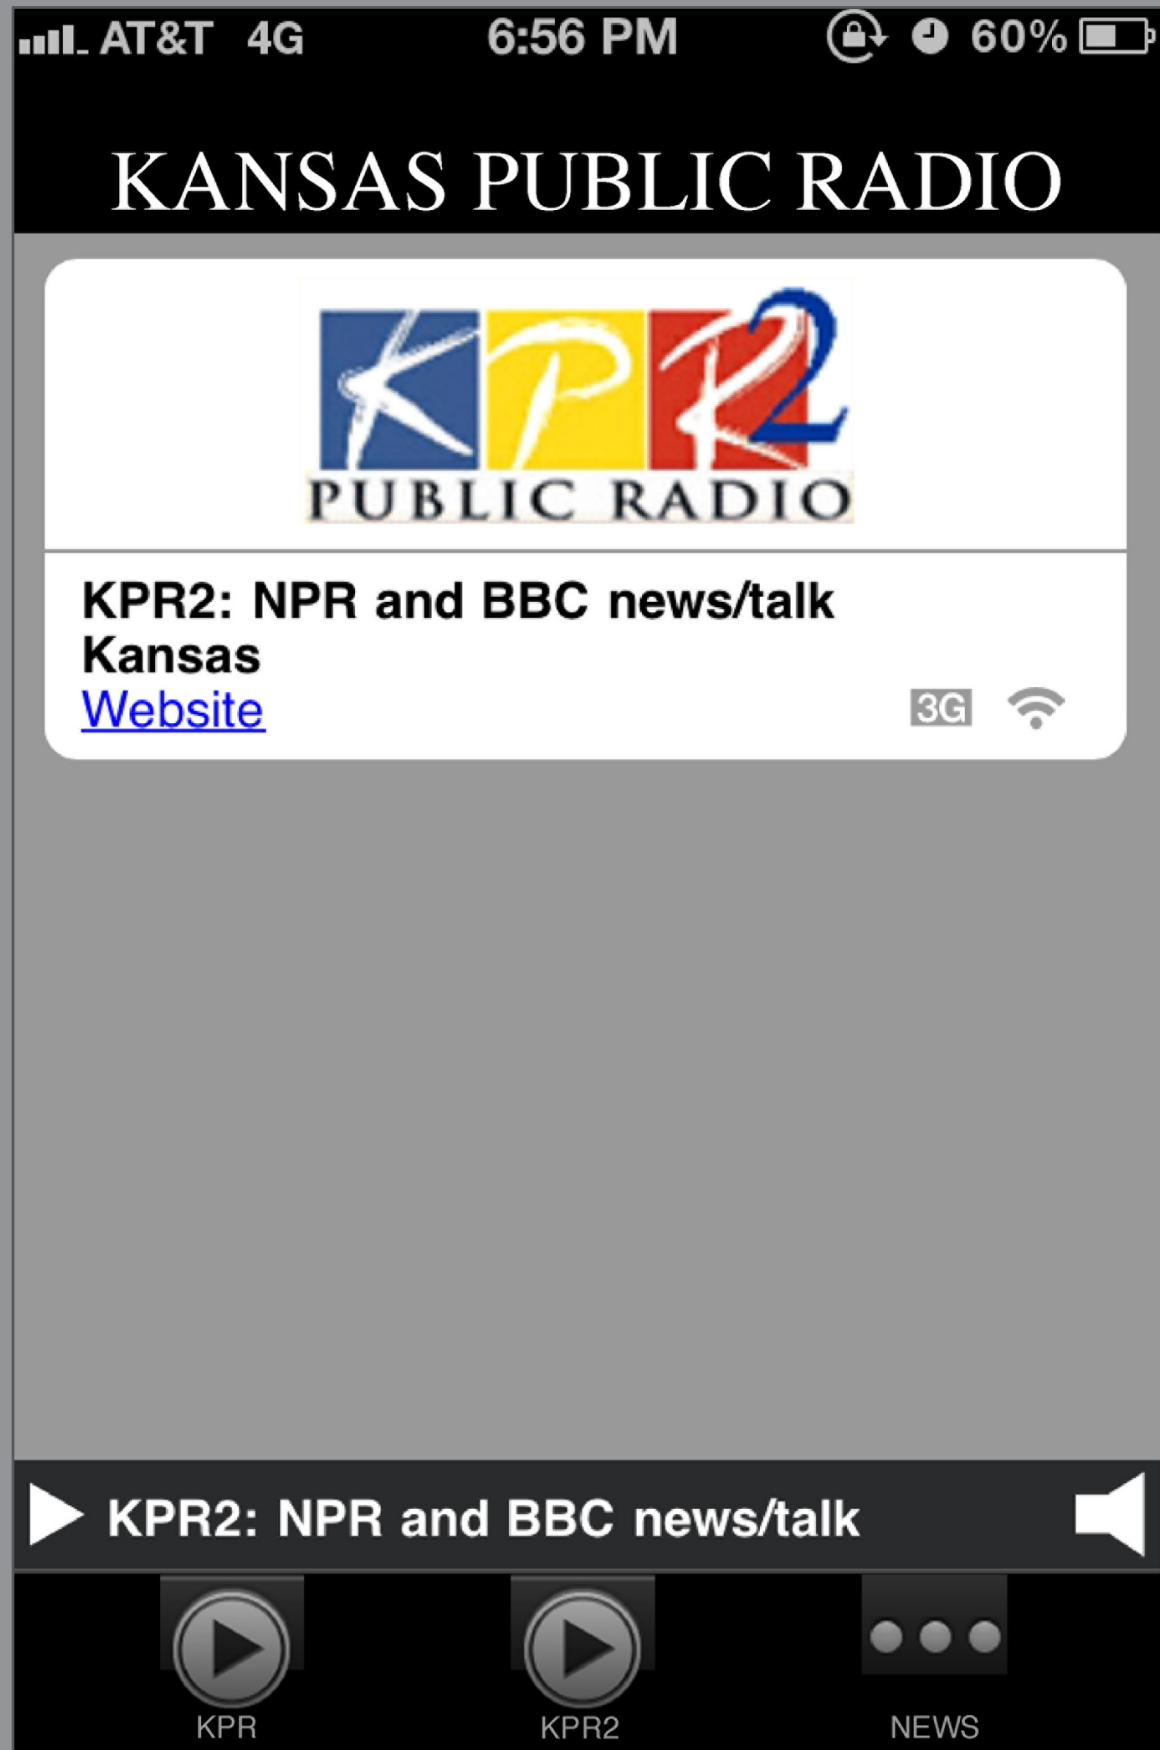 AT&T 4G 6:56 PM 60%
KANSAS PUBLIC RADIO
KPR2
PUBLIC RADIO
KPR2: NPR and BBC news/talk
Kansas
Website 3G
KPR2: NPR and BBC news/talk
KPR KPR2 NEWS